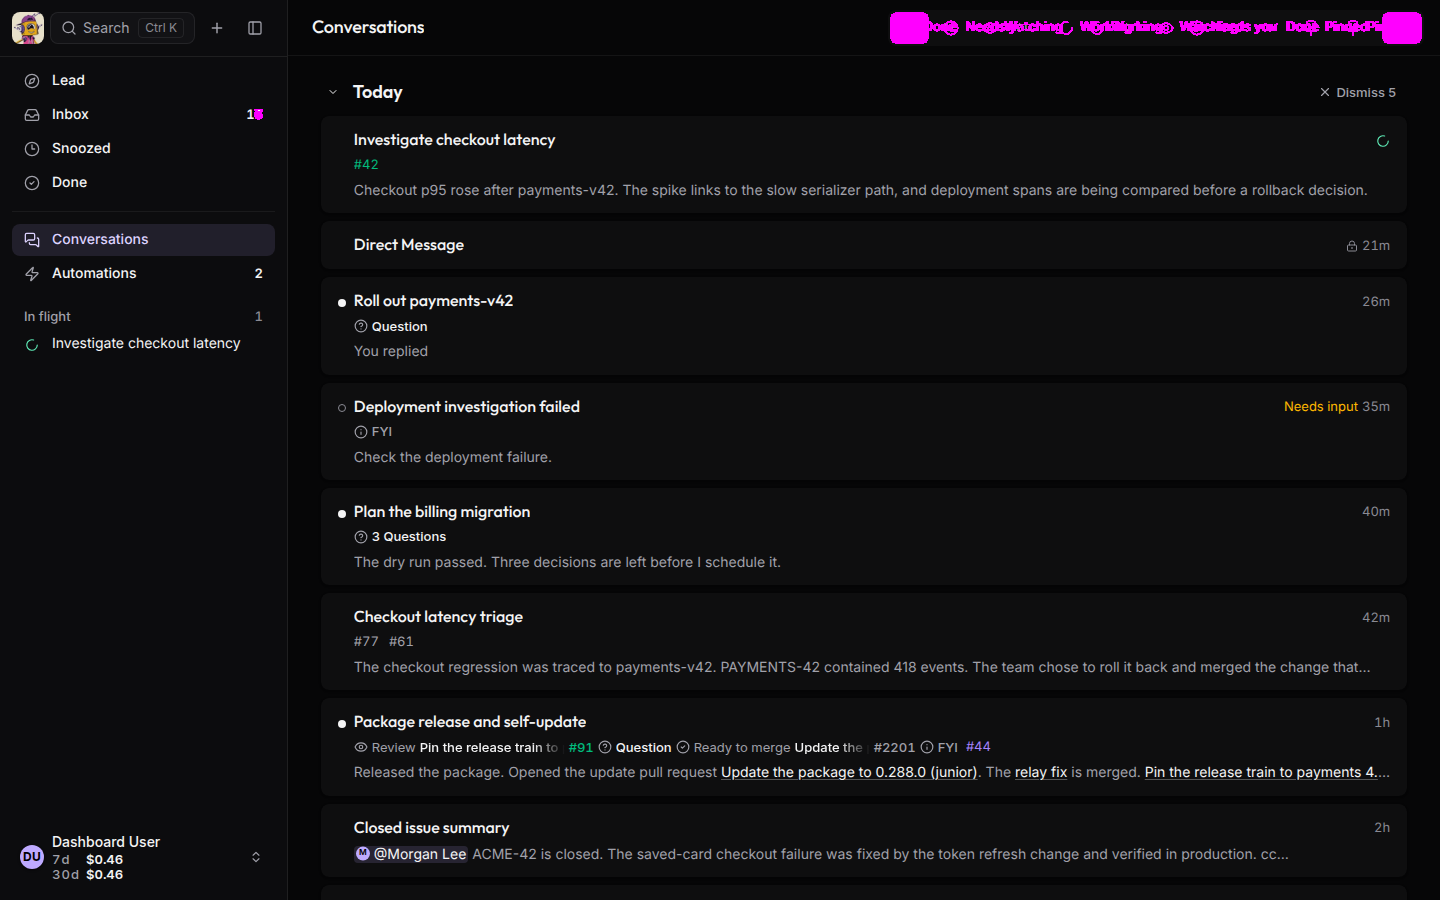 Search Ctrl K
Conversations
Lead
Inbox
Snoozed
Done
Conversations
Automations 2
In flight 1
Investigate checkout latency
Today
Dismiss 5
Investigate checkout latency
#42
Checkout p95 rose after payments-v42. The spike links to the slow serializer path, and deployment spans are being compared before a rollback decision.
Direct Message 21m
Roll out payments-v42 26m
Question
You replied
Deployment investigation failed Needs input 35m
FYI
Check the deployment failure.
Plan the billing migration 40m
3 Questions
The dry run passed. Three decisions are left before I schedule it.
Checkout latency triage 42m
#77 #61
The checkout regression was traced to payments-v42. PAYMENTS-42 contained 418 events. The team chose to roll it back and merged the change that...
Package release and self-update 1h
Review Pin the release train to #91 Question Ready to merge Update the #2201 FYI #44
Released the package. Opened the update pull request Update the package to 0.288.0 (junior). The relay fix is merged. Pin the release train to payments 4....
Closed issue summary 2h
M @Morgan Lee ACME-42 is closed. The saved-card checkout failure was fixed by the token refresh change and verified in production. cc...
DU Dashboard User
7d $0.46
30d $0.46